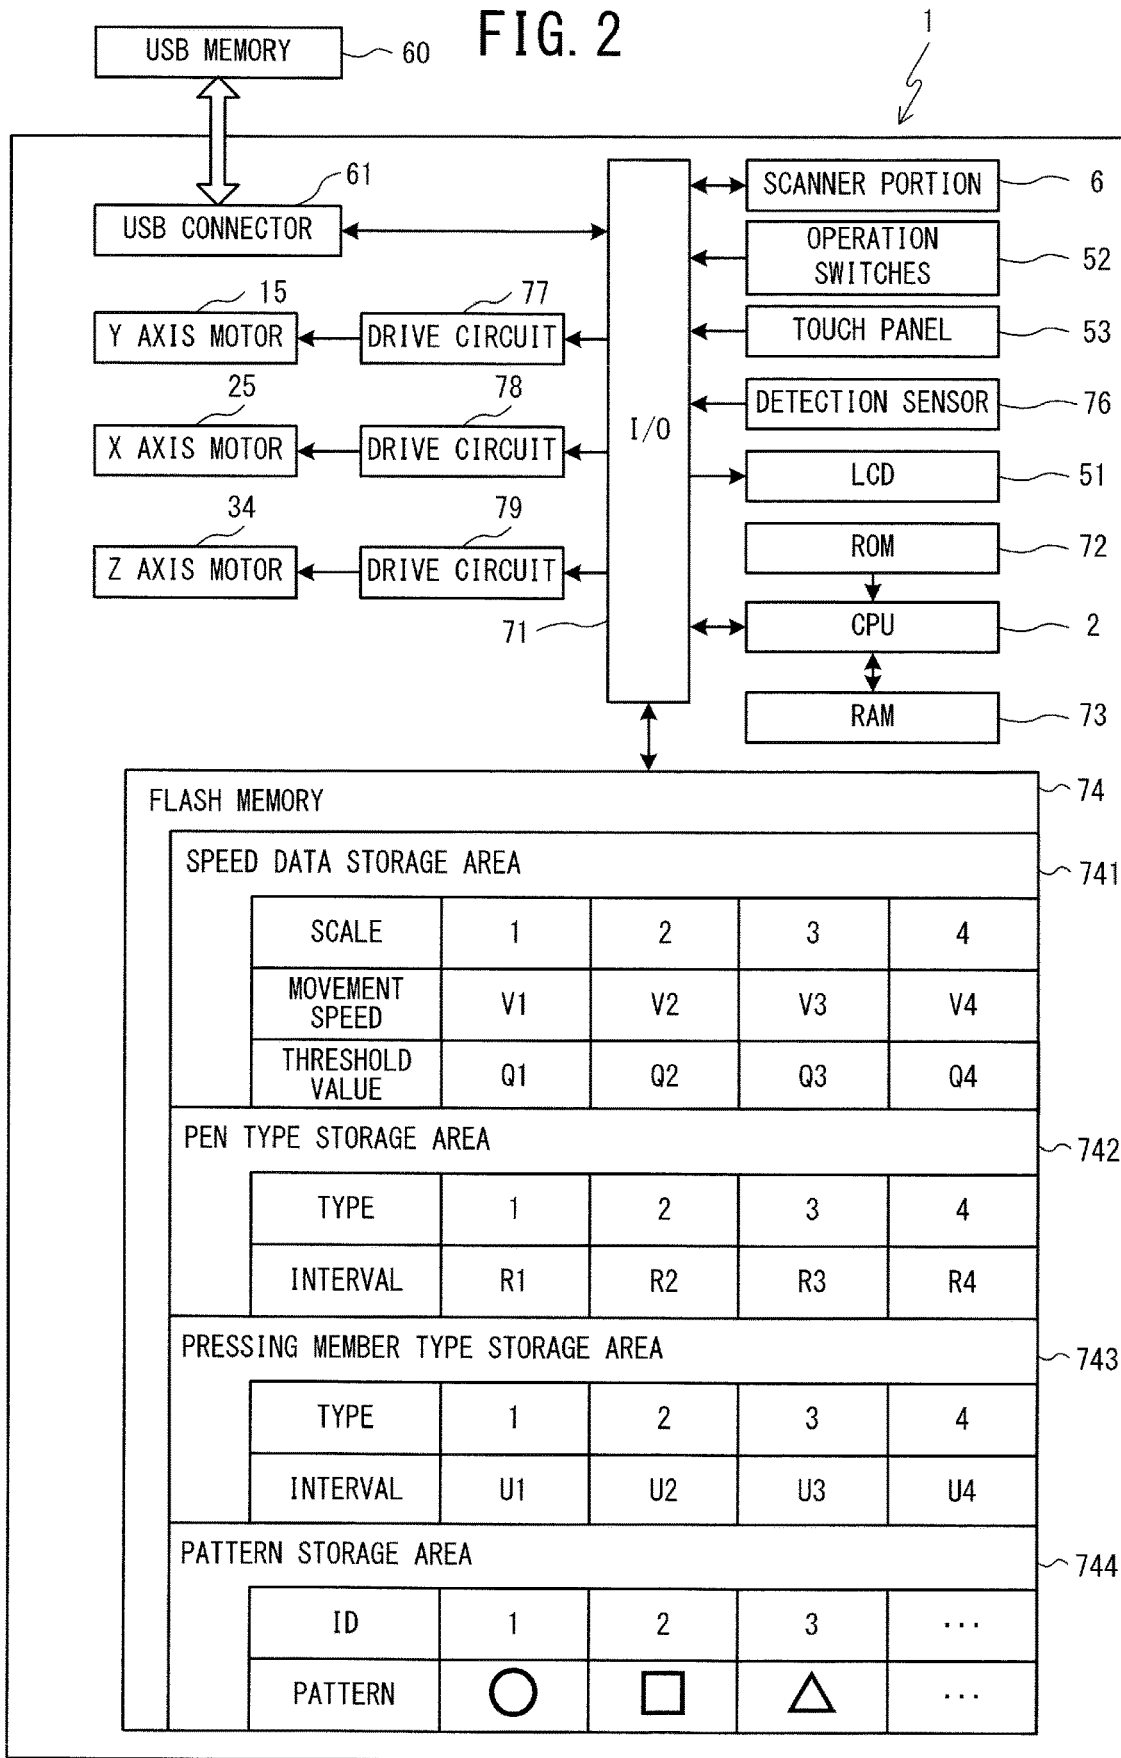 FIG. 2
1
USB MEMORY 60
61
USB CONNECTOR
SCANNER PORTION 6
OPERATION
SWITCHES 52
15 77
Y AXIS MOTOR DRIVE CIRCUIT
TOUCH PANEL 53
25 78
X AXIS MOTOR DRIVE CIRCUIT
DETECTION SENSOR 76
I/O
LCD 51
34 79
Z AXIS MOTOR DRIVE CIRCUIT
ROM 72
71
CPU 2
RAM 73
FLASH MEMORY 74
SPEED DATA STORAGE AREA 741
SCALE 1 2 3 4
MOVEMENT
SPEED V1 V2 V3 V4
THRESHOLD
VALUE Q1 Q2 Q3 Q4
PEN TYPE STORAGE AREA 742
TYPE 1 2 3 4
INTERVAL R1 R2 R3 R4
PRESSING MEMBER TYPE STORAGE AREA 743
TYPE 1 2 3 4
INTERVAL U1 U2 U3 U4
PATTERN STORAGE AREA 744
ID 1 2 3 ...
PATTERN ○ □ △ ...